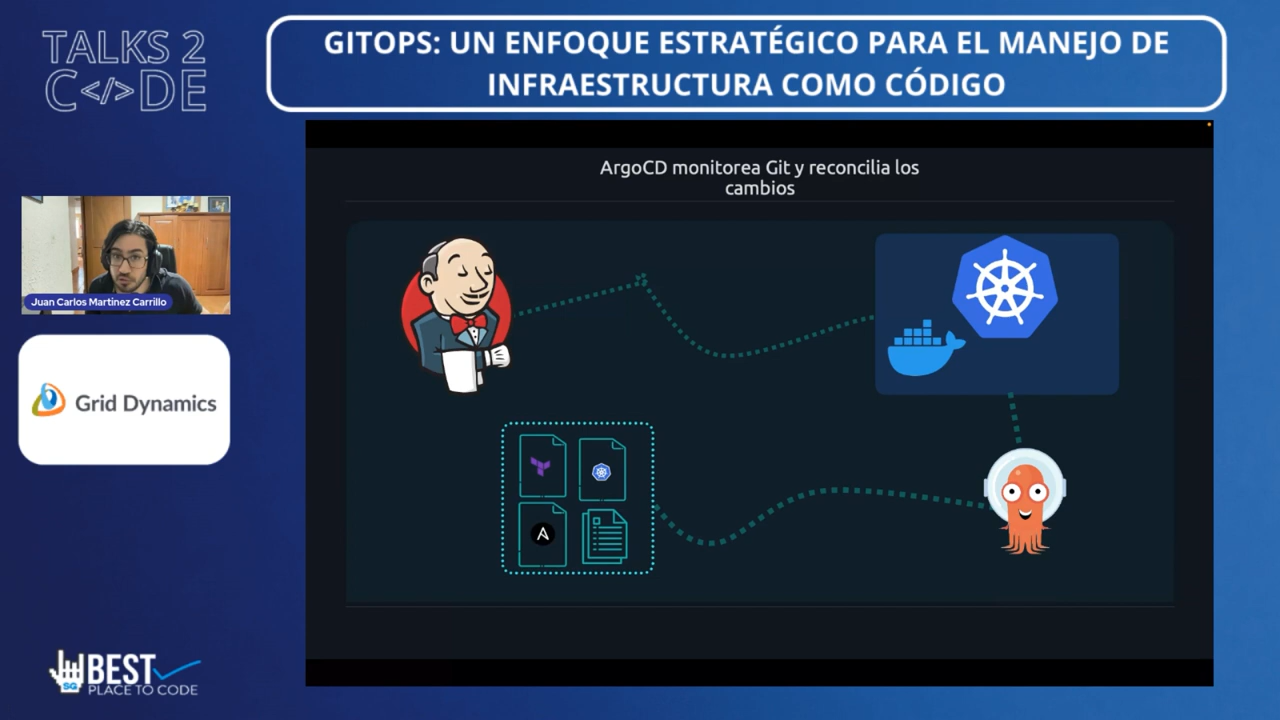 TALKS 2
C</>DE
GITOPS: UN ENFOQUE ESTRATÉGICO PARA EL MANEJO DE
INFRAESTRUCTURA COMO CÓDIGO
ArgoCD monitorea Git y reconcilia los
cambios
Juan Carlos Martinez Carrillo
Grid Dynamics
A
SG
BEST
PLACE TO CODE